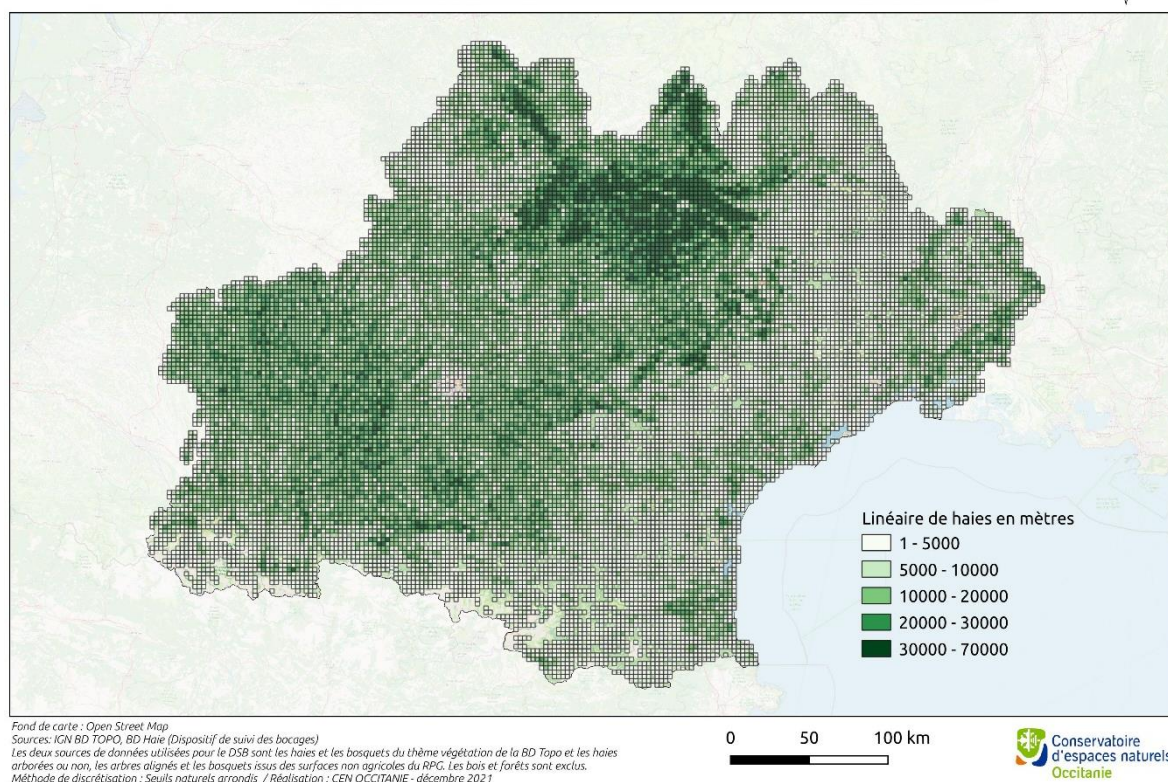 Linéaire de haies en mètres
1 - 5000
5000 - 10000
10000 - 20000
20000 - 30000
30000 - 70000
Fond de carte : Open Street Map
Sources: IGN BD TOPO, BD Haie (Dispositif de suivi des bocages)
Les deux sources de données utilisées pour le DSB sont les haies et les bosquets du thème végétation de la BD Topo et les haies
arborées ou non, les arbres alignés et les bosquets issus des surfaces non agricoles du RPG. Les bois et forêts sont exclus.
Méthode de discrétisation : Seuils naturels arrondis / Réalisation : CEN OCCITANIE - décembre 2021
0 50 100 km
Conservatoire
d'espaces naturels
Occitanie